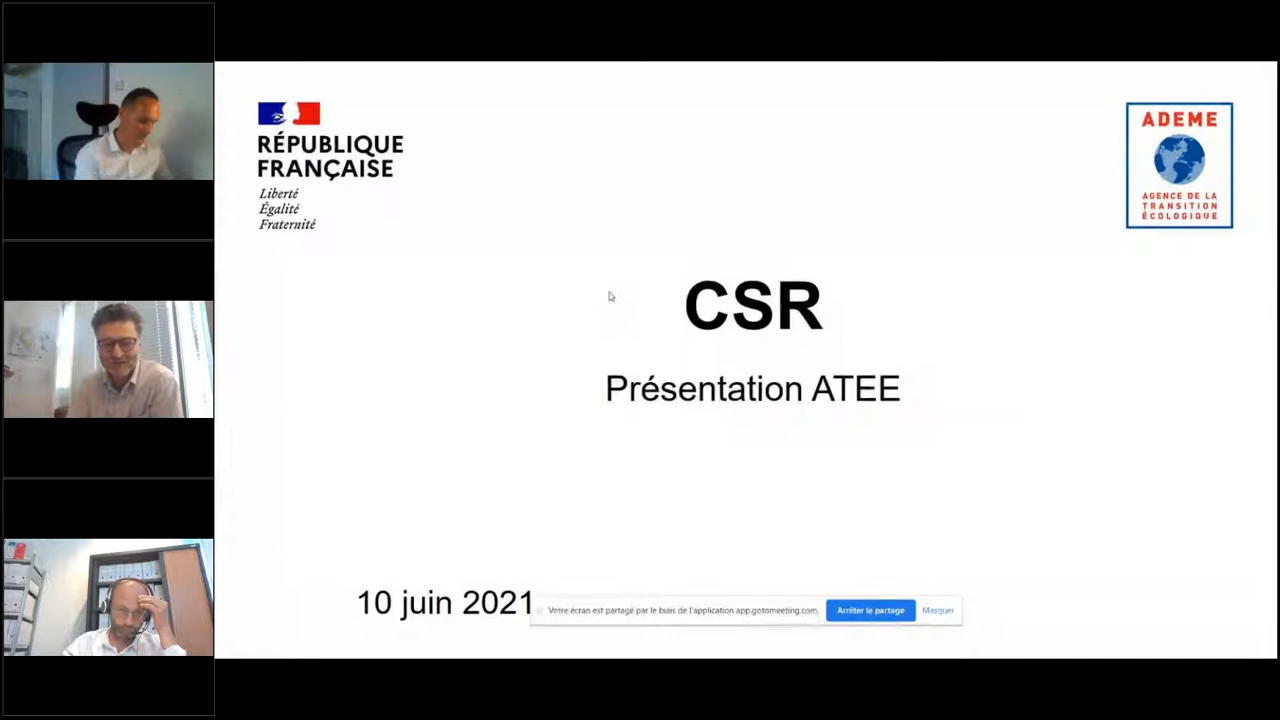 RÉPUBLIQUE
FRANÇAISE
Liberté
Égalité
Fraternité
ADEME
AGENCE DE LA
TRANSITION
ÉCOLOGIQUE
CSR
Présentation ATEE
10 juin 2021
Votre écran est partagé par le biais de l'application app.gotomeeting.com.
Arrêter le partage
Masquer